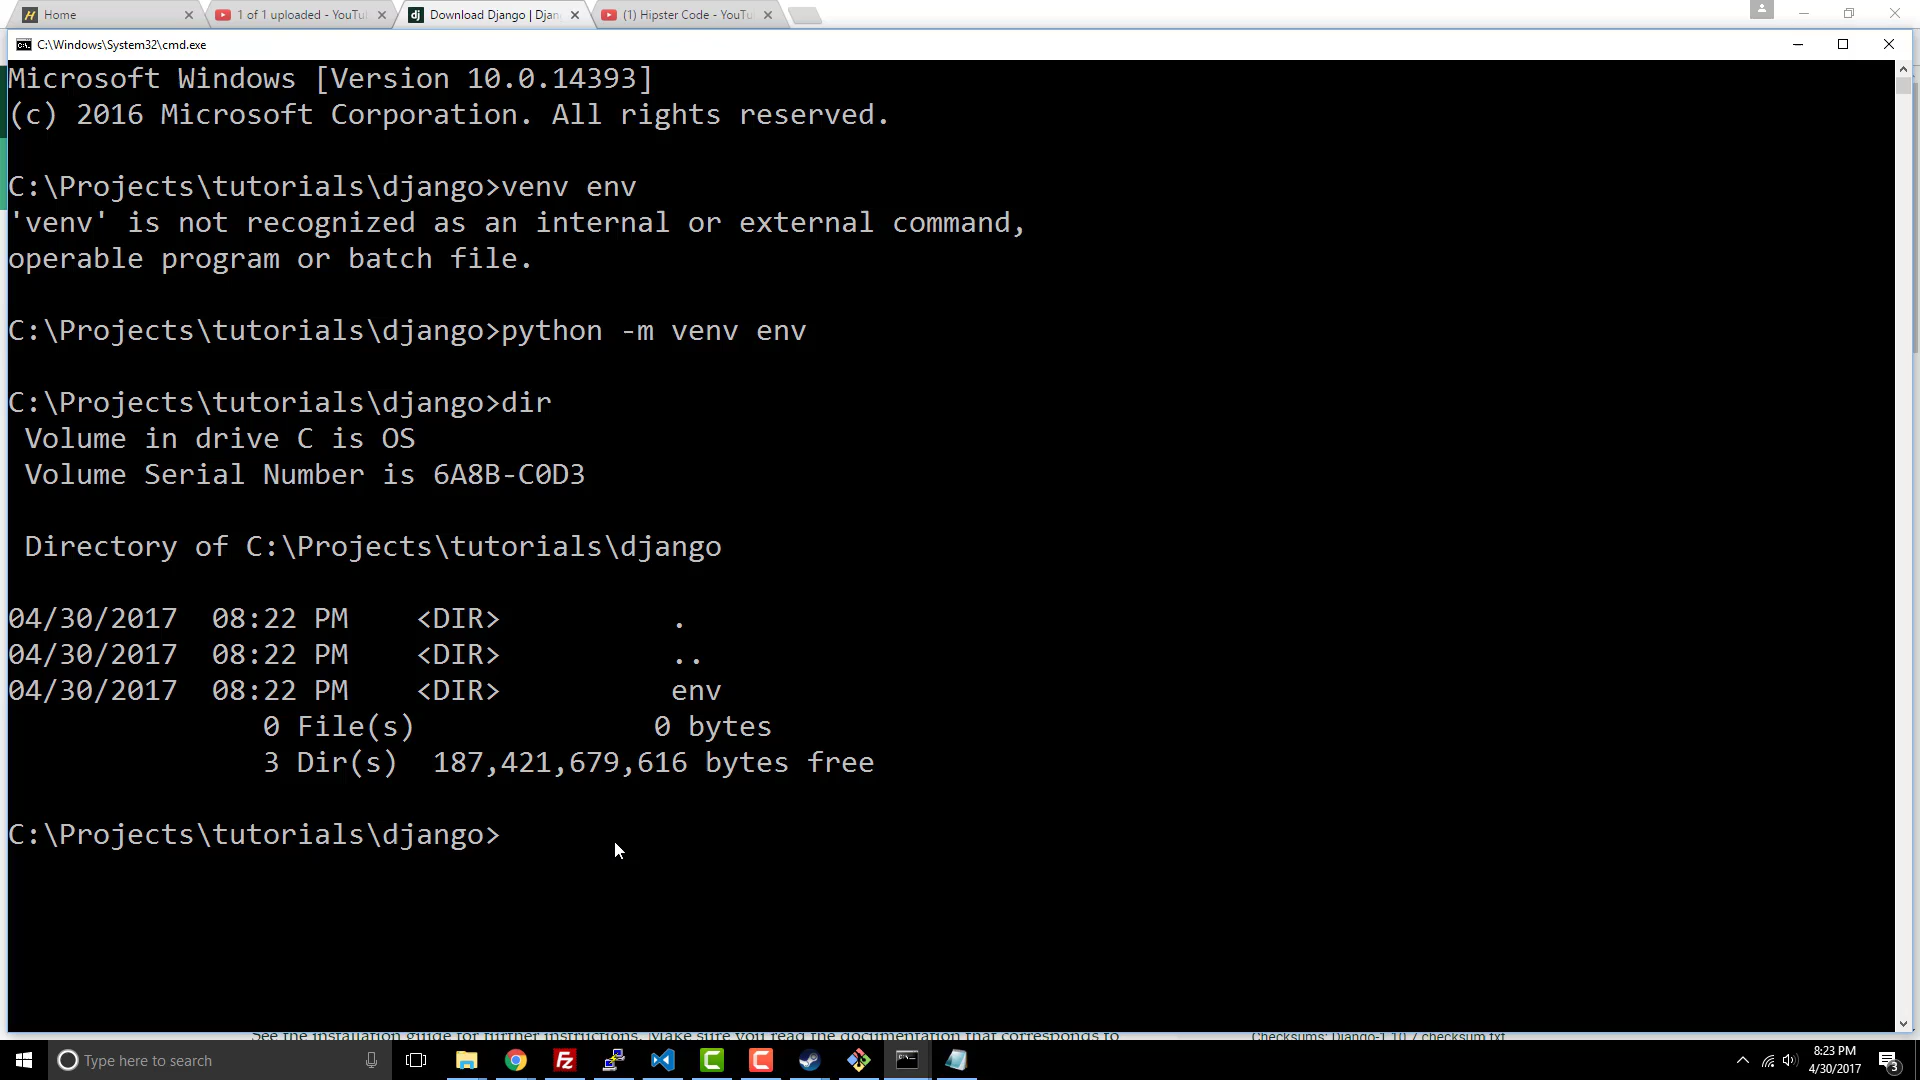 Home
1 of 1 uploaded - YouTu
Download Django | Djan
(1) Hipster Code - YouTu
C:\Windows\System32\cmd.exe
Microsoft Windows [Version 10.0.14393]
(c) 2016 Microsoft Corporation. All rights reserved.
C:\Projects\tutorials\django>venv env
'venv' is not recognized as an internal or external command,
operable program or batch file.
C:\Projects\tutorials\django>python -m venv env
C:\Projects\tutorials\django>dir
Volume in drive C is OS
Volume Serial Number is 6A8B-C0D3
Directory of C:\Projects\tutorials\django
04/30/2017  08:22 PM    <DIR>          .
04/30/2017  08:22 PM    <DIR>          ..
04/30/2017  08:22 PM    <DIR>          env
0 File(s)              0 bytes
3 Dir(s)  187,421,679,616 bytes free
C:\Projects\tutorials\django>
See the installation guide for further instructions. Make sure you read the documentation that corresponds to
Checksums: Django-1.10.7.checksum.txt
Type here to search
8:23 PM
4/30/2017
3